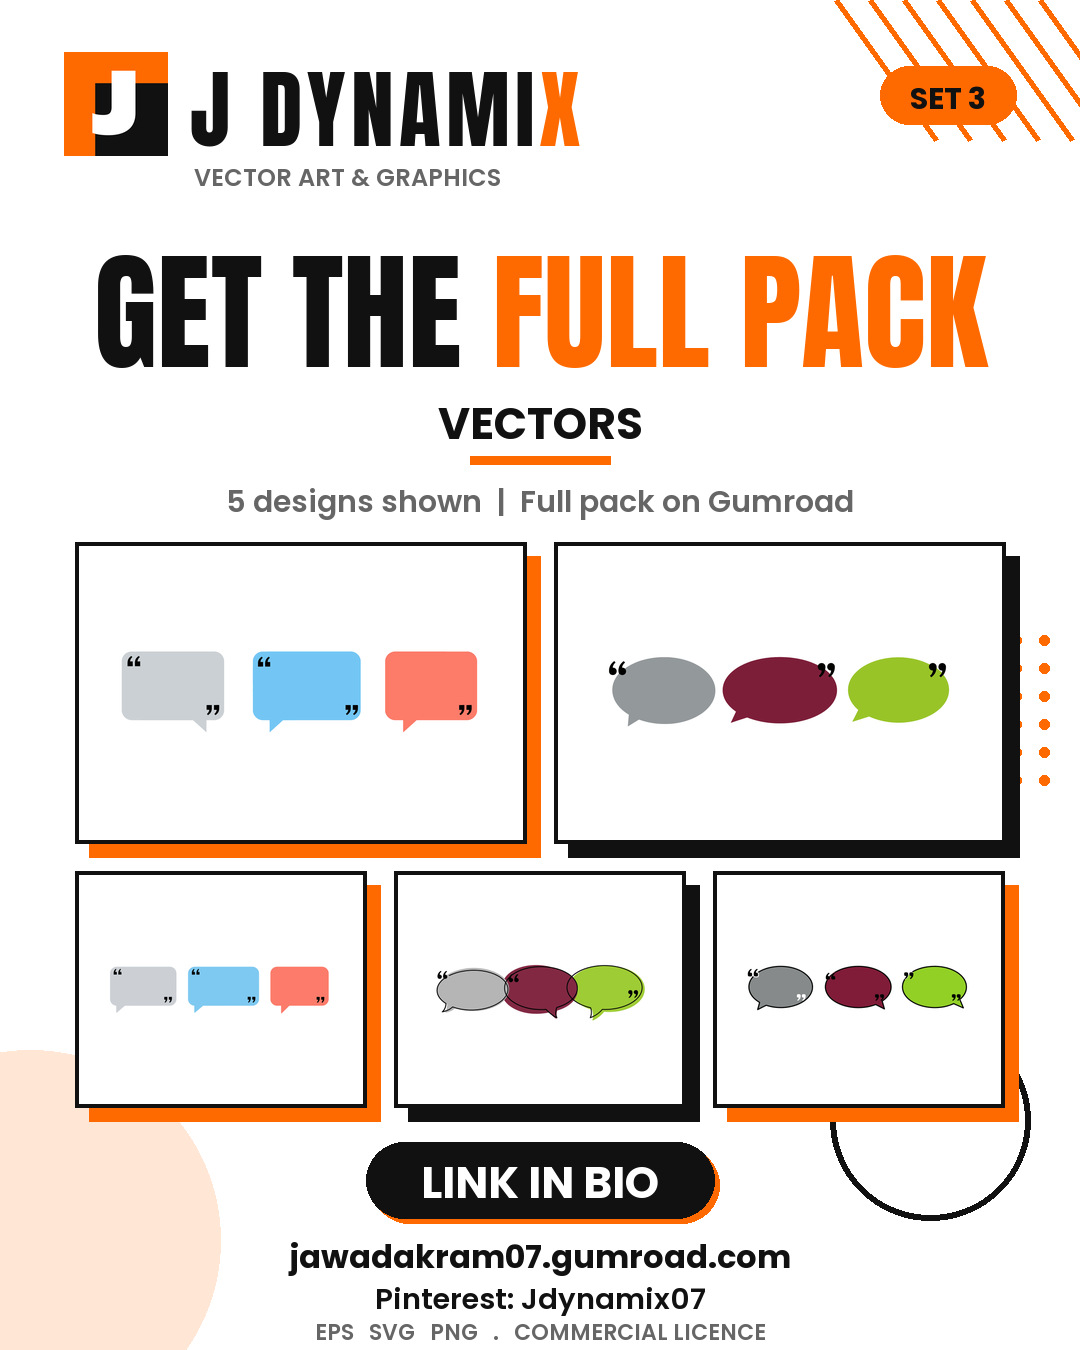 J
J DYNAMIX
VECTOR ART & GRAPHICS
SET 3
GET THE FULL PACK
VECTORS
5 designs shown | Full pack on Gumroad
“ ” “ ” ”
“ ” ”
“ ” “ ” ”
“ “ ”
“ ” “ ” “ ”
LINK IN BIO
jawadakram07.gumroad.com
Pinterest: Jdynamix07
EPS SVG PNG . COMMERCIAL LICENCE